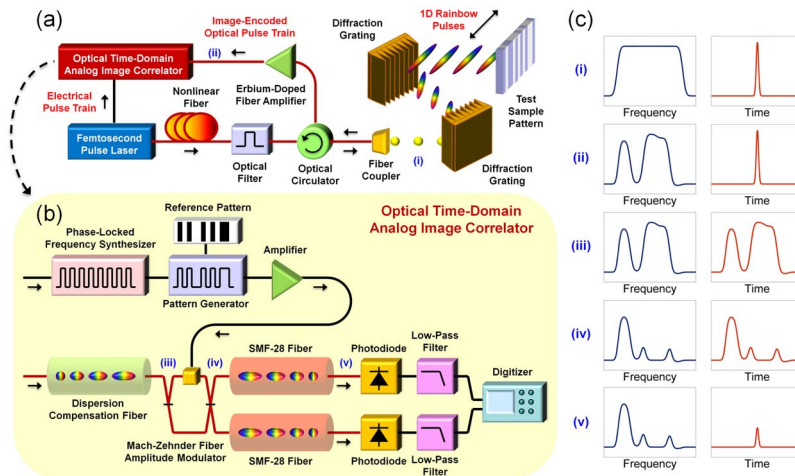 (a)
Image-Encoded
Optical Pulse Train
Diffraction
Grating
1D Rainbow
Pulses
Optical Time-Domain
Analog Image Correlator
(ii)
Electrical
Pulse Train
Nonlinear
Fiber
Erbium-Doped
Fiber Amplifier
Test
Sample
Pattern
Femtosecond
Pulse Laser
Optical
Filter
Optical
Circulator
Fiber
Coupler
(i)
Diffraction
Grating
(b)
Reference Pattern
Optical Time-Domain
Analog Image Correlator
Phase-Locked
Frequency Synthesizer
Amplifier
Pattern Generator
(iii)
(iv)
SMF-28 Fiber
(v)
Photodiode
Low-Pass
Filter
Digitizer
Dispersion
Compensation Fiber
Mach-Zehnder Fiber
Amplitude Modulator
SMF-28 Fiber
Photodiode
Low-Pass
Filter
(c)
(i)
Frequency
Time
(ii)
Frequency
Time
(iii)
Frequency
Time
(iv)
Frequency
Time
(v)
Frequency
Time